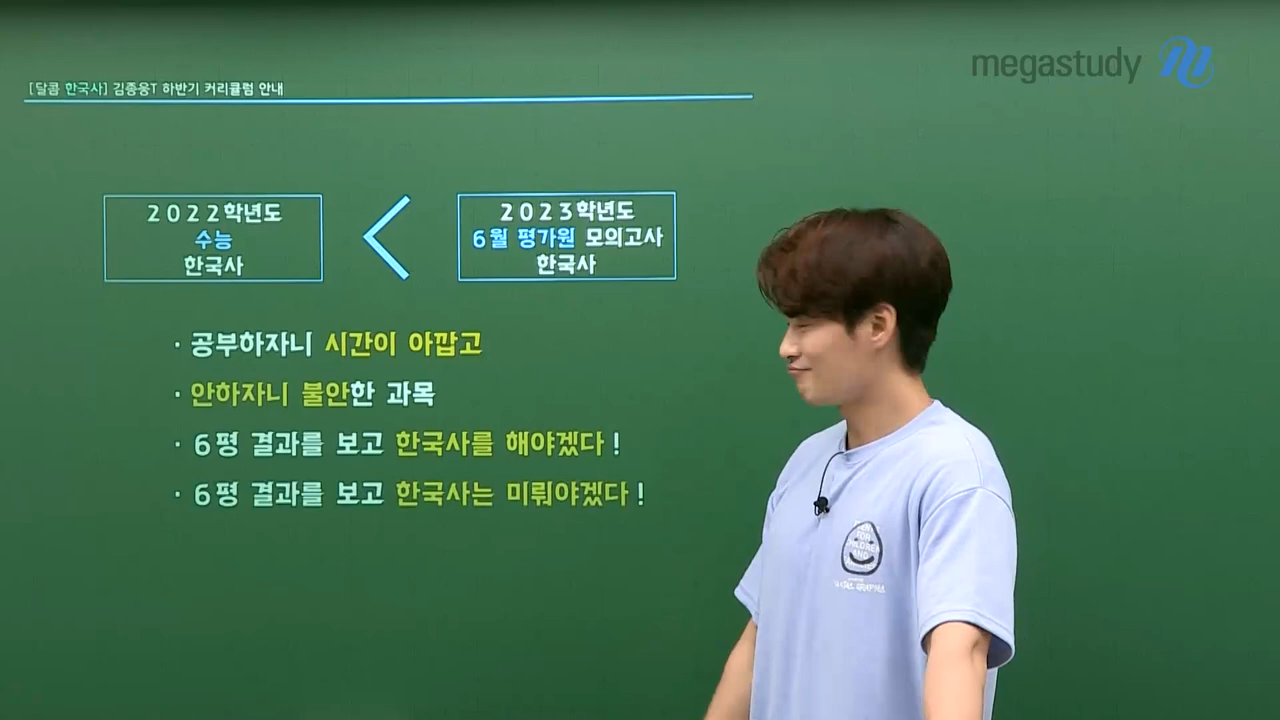 megastudy
[달콤 한국사] 김종웅T 하반기 커리큘럼 안내
2022학년도
수능
한국사
<
2023학년도
6월 평가원 모의고사
한국사
· 공부하자니 시간이 아깝고
· 안하자니 불안한 과목
· 6평 결과를 보고 한국사를 해야겠다!
· 6평 결과를 보고 한국사는 미뤄야겠다!
FOR
CHILDREN
AND